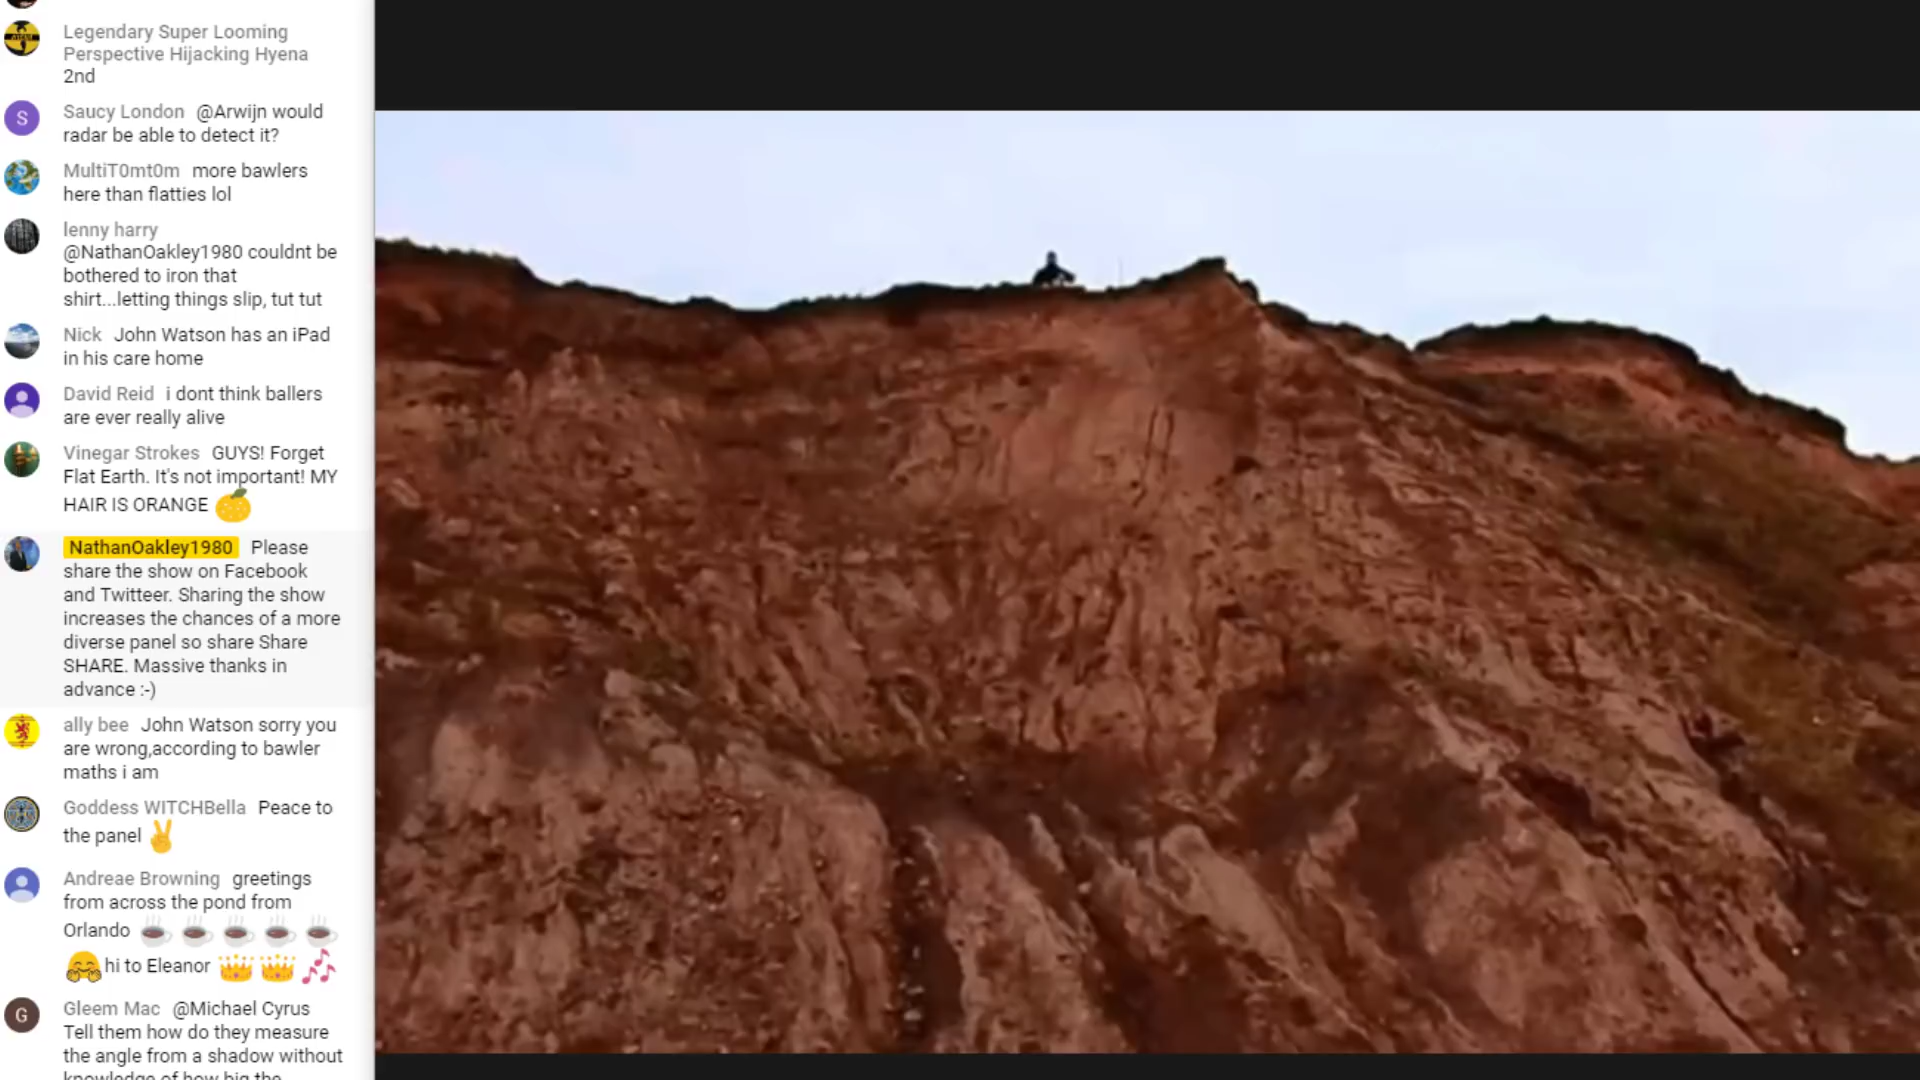 Legendary Super Looming
Perspective Hijacking Hyena
2nd
S
Saucy London @Arwijn would
radar be able to detect it?
MultiT0mt0m more bawlers
here than flatties lol
lenny harry
@NathanOakley1980 couldnt be
bothered to iron that
shirt...letting things slip, tut tut
Nick John Watson has an iPad
in his care home
David Reid i dont think ballers
are ever really alive
Vinegar Strokes GUYS! Forget
Flat Earth. It's not important! MY
HAIR IS ORANGE
NathanOakley1980 Please
share the show on Facebook
and Twitteer. Sharing the show
increases the chances of a more
diverse panel so share Share
SHARE. Massive thanks in
advance :-)
ally bee John Watson sorry you
are wrong,according to bawler
maths i am
Goddess WITCHBella Peace to
the panel
Andreae Browning greetings
from across the pond from
Orlando
hi to Eleanor
G
Gleem Mac @Michael Cyrus
Tell them how do they measure
the angle from a shadow without
knowledge of how big the